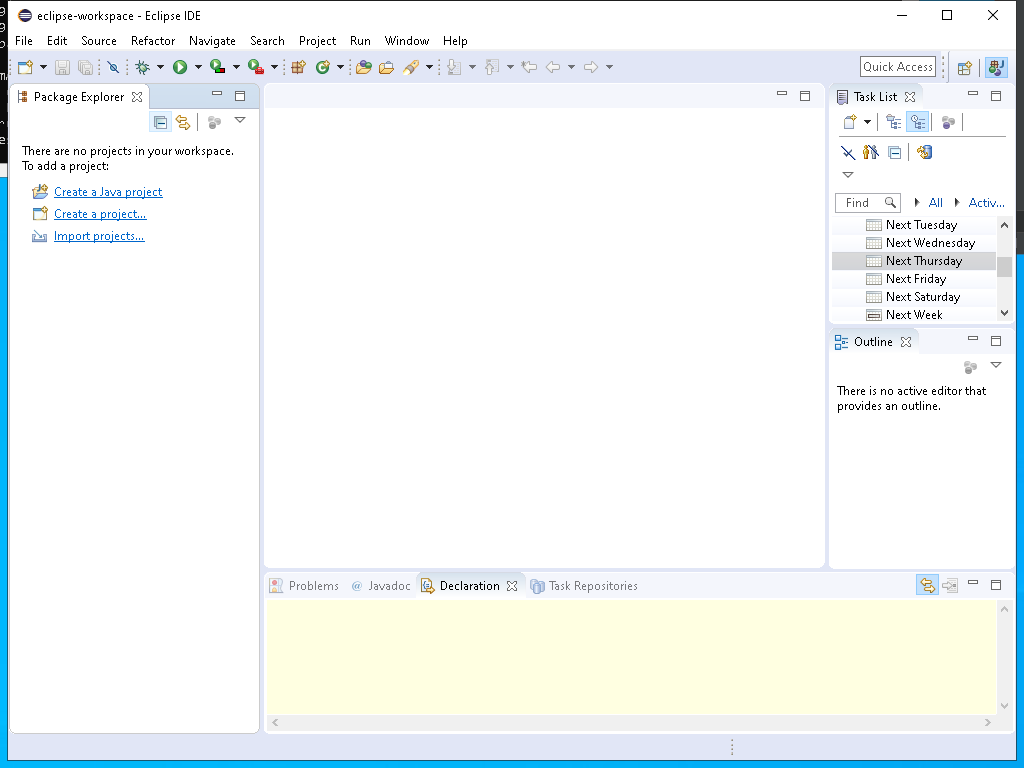 eclipse-workspace - Eclipse IDE
File Edit Source Refactor Navigate Search Project Run Window Help
Quick Access
Package Explorer
There are no projects in your workspace.
To add a project:
Create a Java project
Create a project...
Import projects...
Task List
Find All Activ...
Next Tuesday
Next Wednesday
Next Thursday
Next Friday
Next Saturday
Next Week
Outline
There is no active editor that
provides an outline.
Problems @ Javadoc Declaration Task Repositories